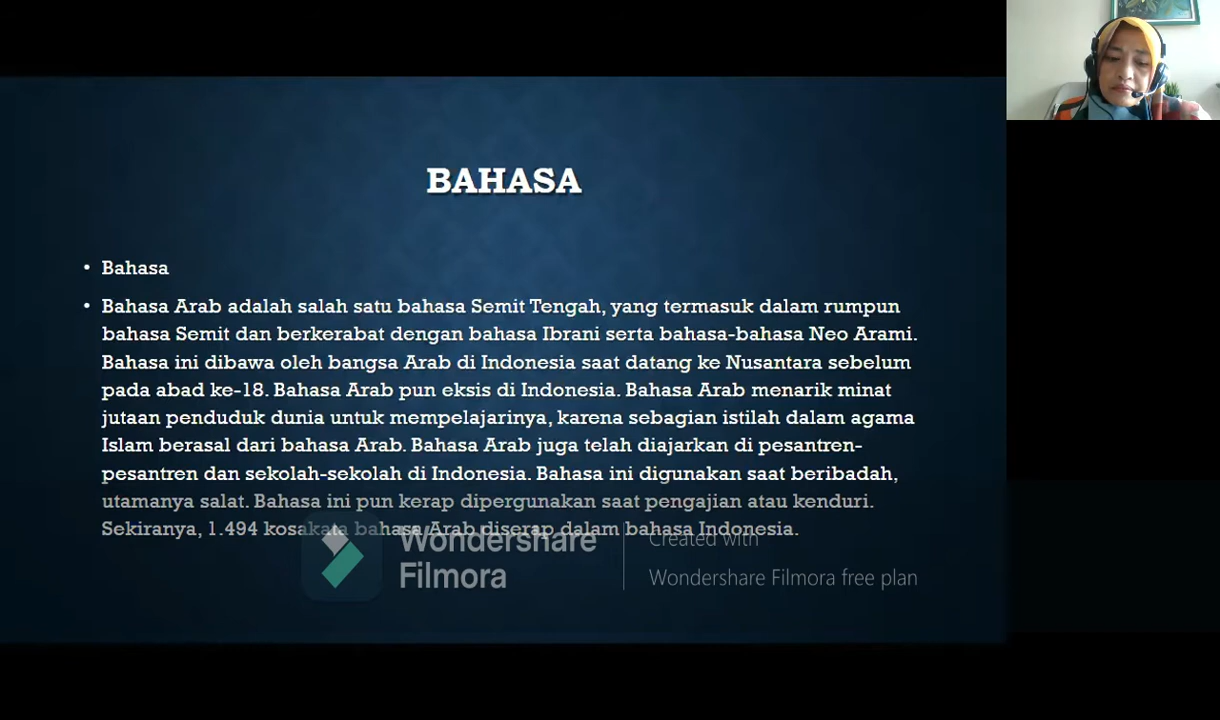 BAHASA
• Bahasa
• Bahasa Arab adalah salah satu bahasa Semit Tengah, yang termasuk dalam rumpun
bahasa Semit dan berkerabat dengan bahasa Ibrani serta bahasa-bahasa Neo Arami.
Bahasa ini dibawa oleh bangsa Arab di Indonesia saat datang ke Nusantara sebelum
pada abad ke-18. Bahasa Arab pun eksis di Indonesia. Bahasa Arab menarik minat
jutaan penduduk dunia untuk mempelajarinya, karena sebagian istilah dalam agama
Islam berasal dari bahasa Arab. Bahasa Arab juga telah diajarkan di pesantren-
pesantren dan sekolah-sekolah di Indonesia. Bahasa ini digunakan saat beribadah,
utamanya salat. Bahasa ini pun kerap dipergunakan saat pengajian atau kenduri.
Sekiranya, 1.494 kosakata bahasa Arab diserap dalam bahasa Indonesia.
Wondershare
Filmora
Created with
Wondershare Filmora free plan